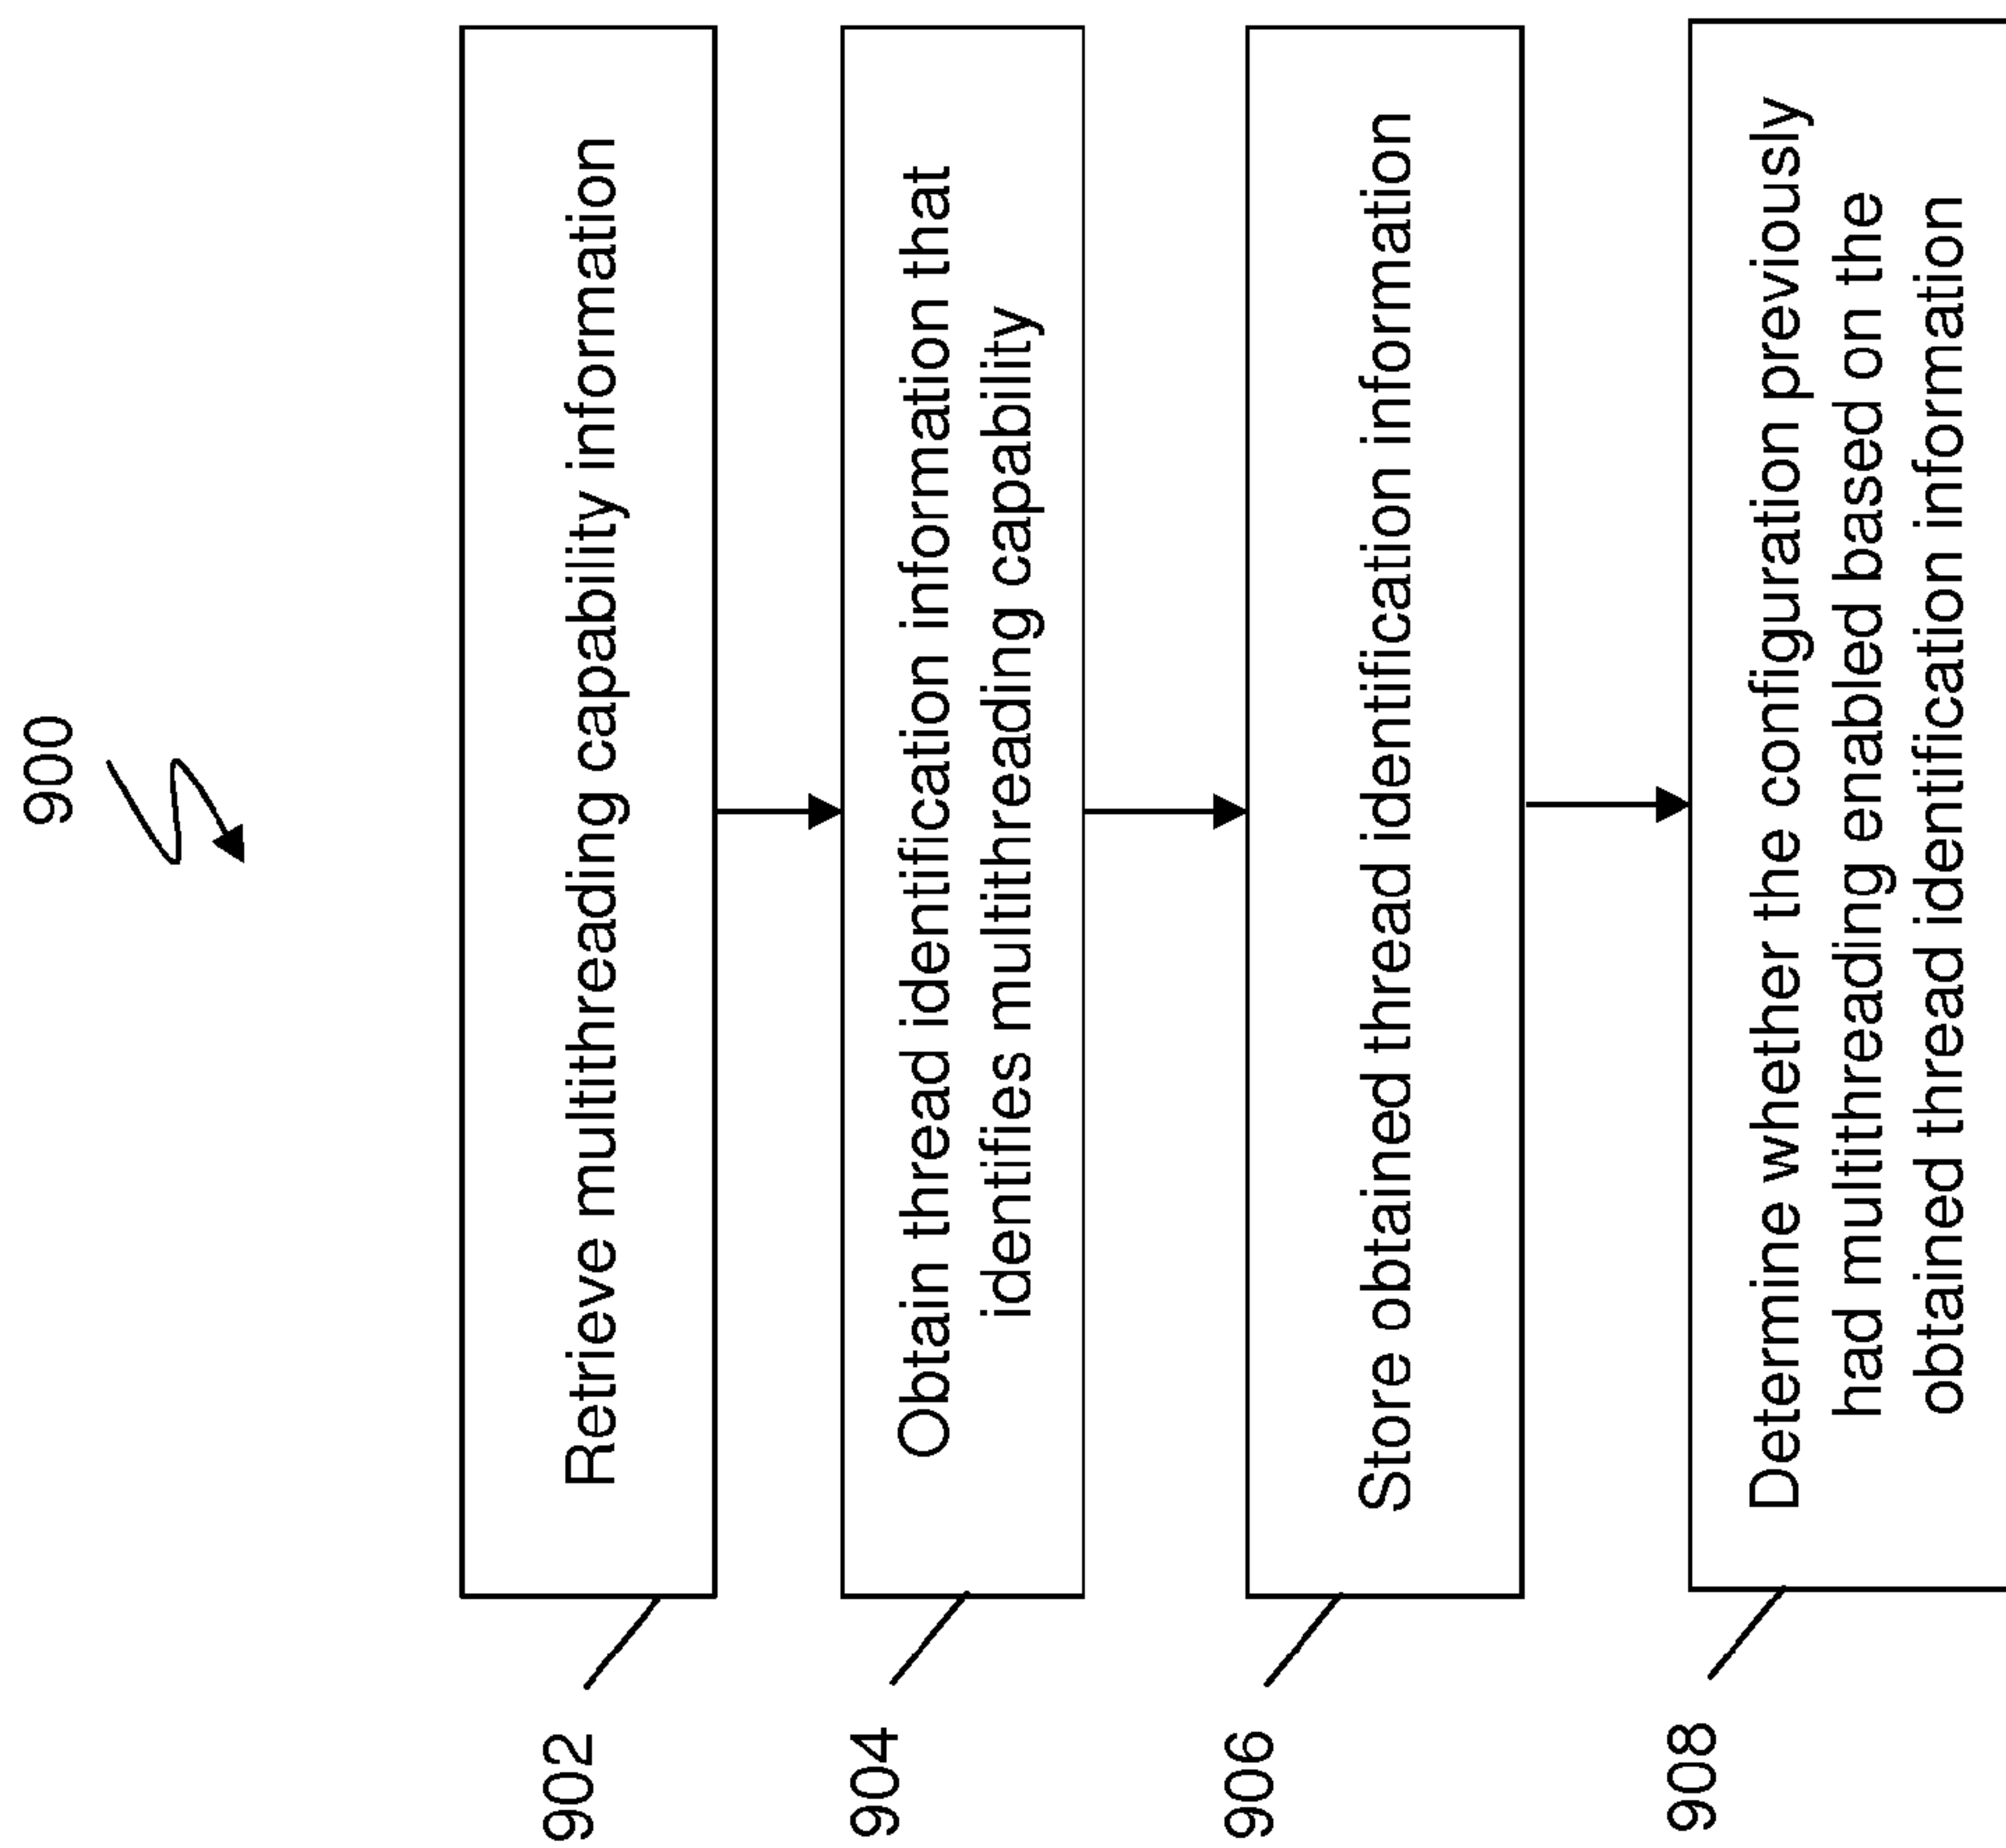 900
902
Retrieve multithreading capability information
904
Obtain thread identification information that
identifies multithreading capability
906
Store obtained thread identification information
908
Determine whether the configuration previously
had multithreading enabled based on the
obtained thread identification information